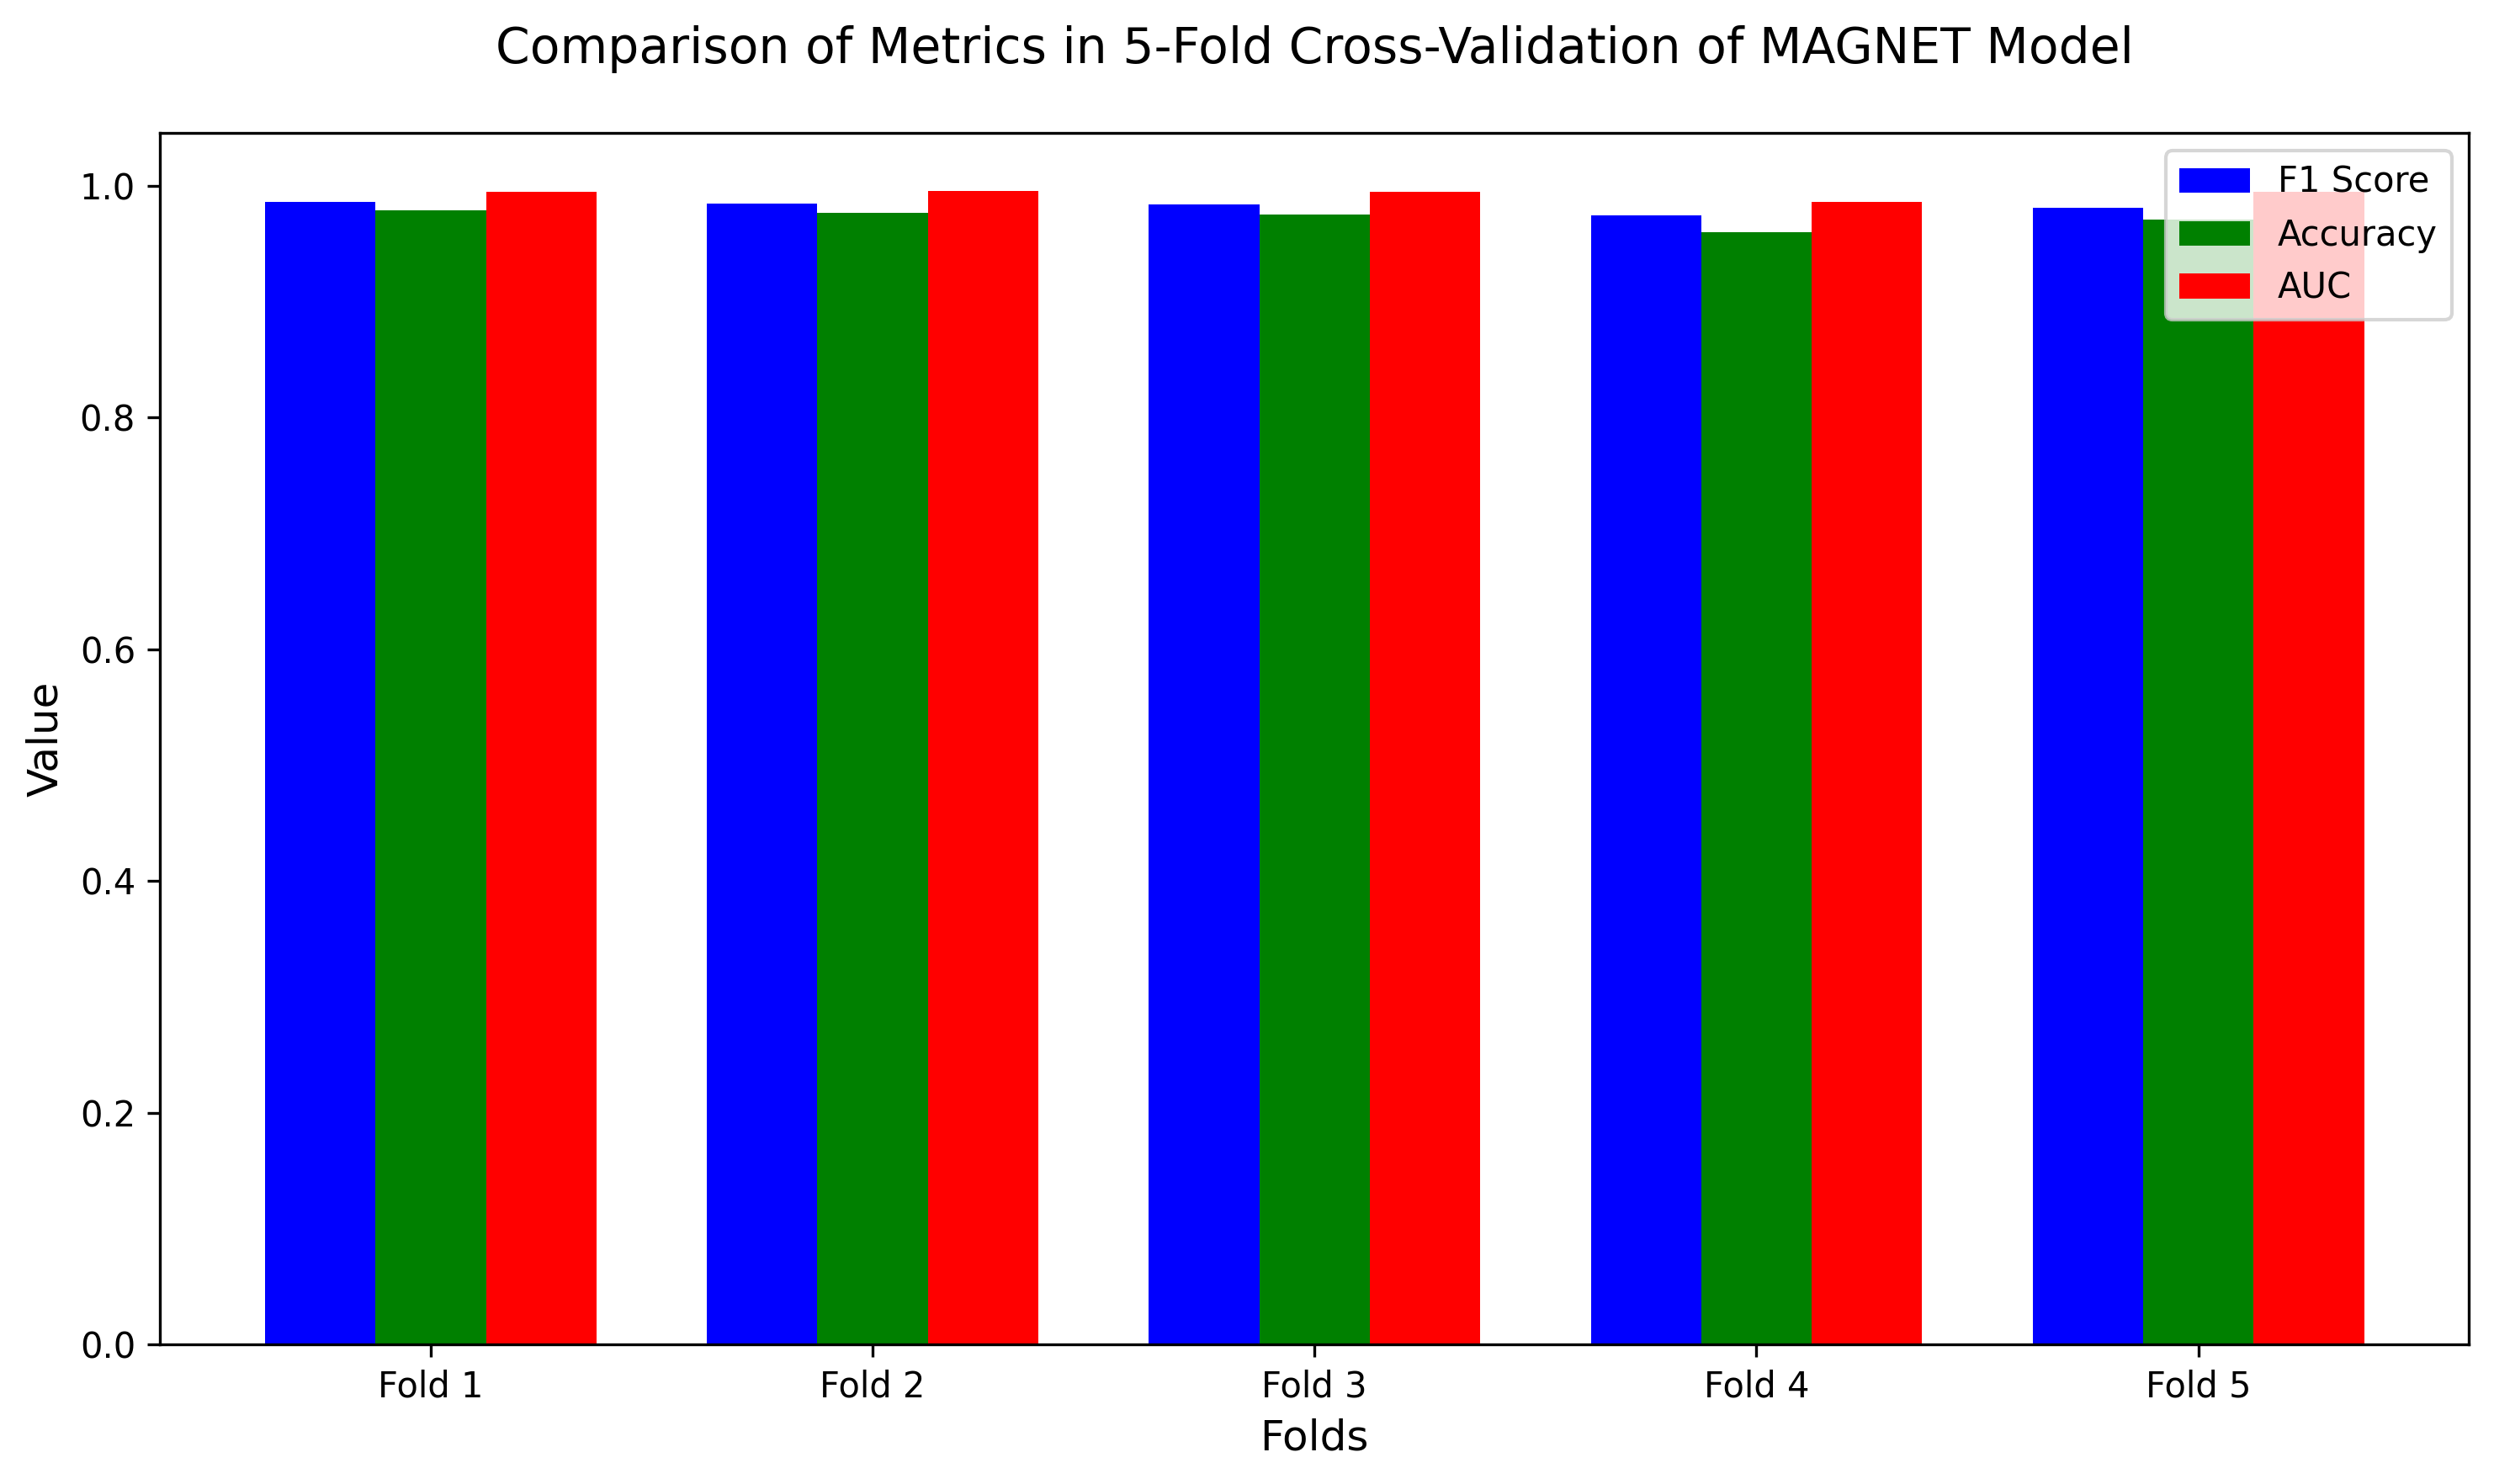 Comparison of Metrics in 5-Fold Cross-Validation of MAGNET Model
F1 Score
Accuracy
AUC
1.0
0.8
0.6
0.4
0.2
0.0
Value
Fold 1
Fold 2
Fold 3
Fold 4
Fold 5
Folds